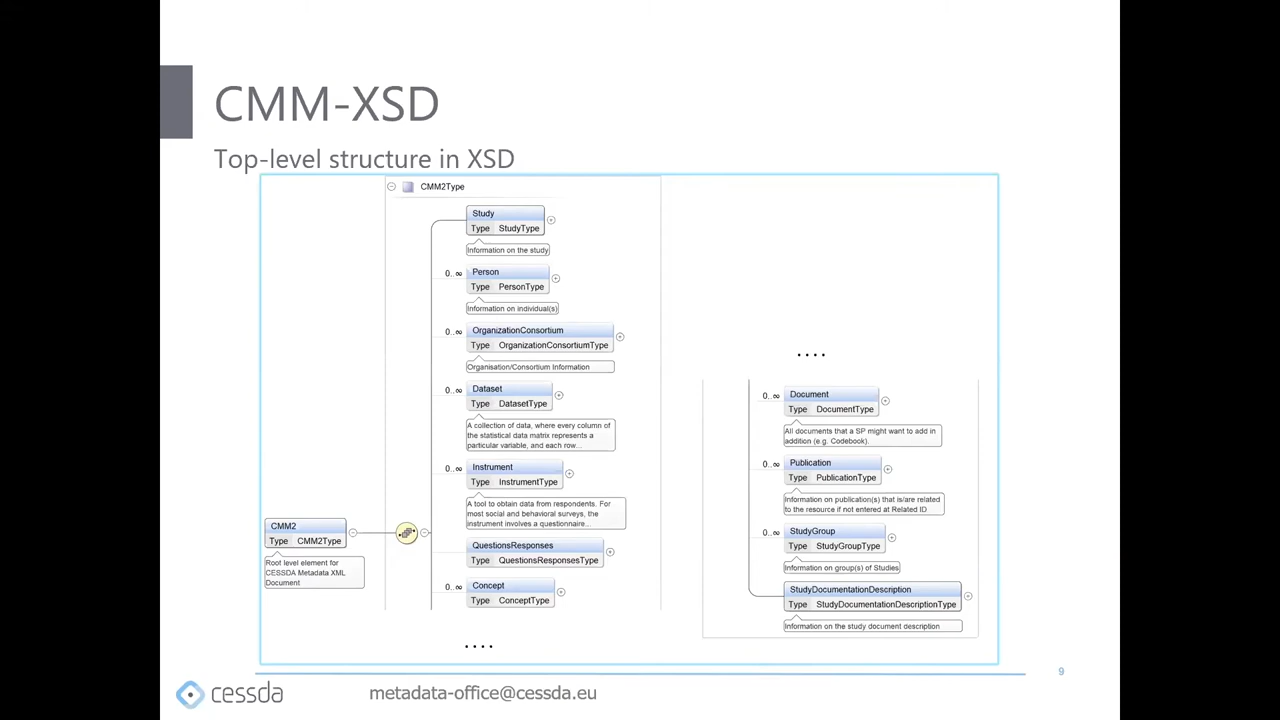 CMM-XSD
Top-level structure in XSD
CMM2Type
Study
Type StudyType
Information on the study
0..∞
Person
Type PersonType
Information on individual(s)
0..∞
OrganizationConsortium
Type OrganizationConsortiumType
Organisation/Consortium Information
0..∞
Dataset
Type DatasetType
A collection of data, where every column of
the statistical data matrix represents a
particular variable, and each row...
0..∞
Instrument
Type InstrumentType
A tool to obtain data from respondents. For
most social and behavioral surveys, the
instrument involves a questionnaire...
CMM2
Type CMM2Type
Root level element for
CESSDA Metadata XML
Document
QuestionsResponses
Type QuestionsResponsesType
0..∞
Concept
Type ConceptType
....
....
0..∞
Document
Type DocumentType
All documents that a SP might want to add in
addition (e.g. Codebook).
0..∞
Publication
Type PublicationType
Information on publication(s) that is/are related
to the resource if not entered at Related ID
0..∞
StudyGroup
Type StudyGroupType
Information on group(s) of Studies
StudyDocumentationDescription
Type StudyDocumentationDescriptionType
Information on the study document description
9
cessda
metadata-office@cessda.eu